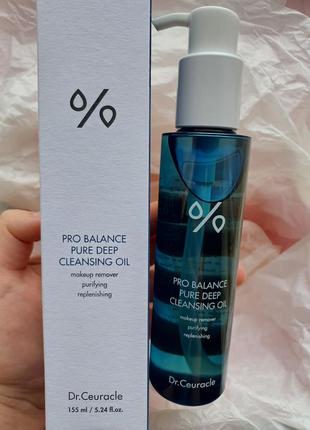 PRO BALANCE
PURE DEEP
CLEANSING OIL
makeup remover
purifying
replenishing
Dr.Ceuracle
155 ml / 5.24 fl.oz.
PRO BALANCE
PURE DEEP
CLEANSING OIL
makeup remover
purifying
replenishing
Dr.Ceuracle